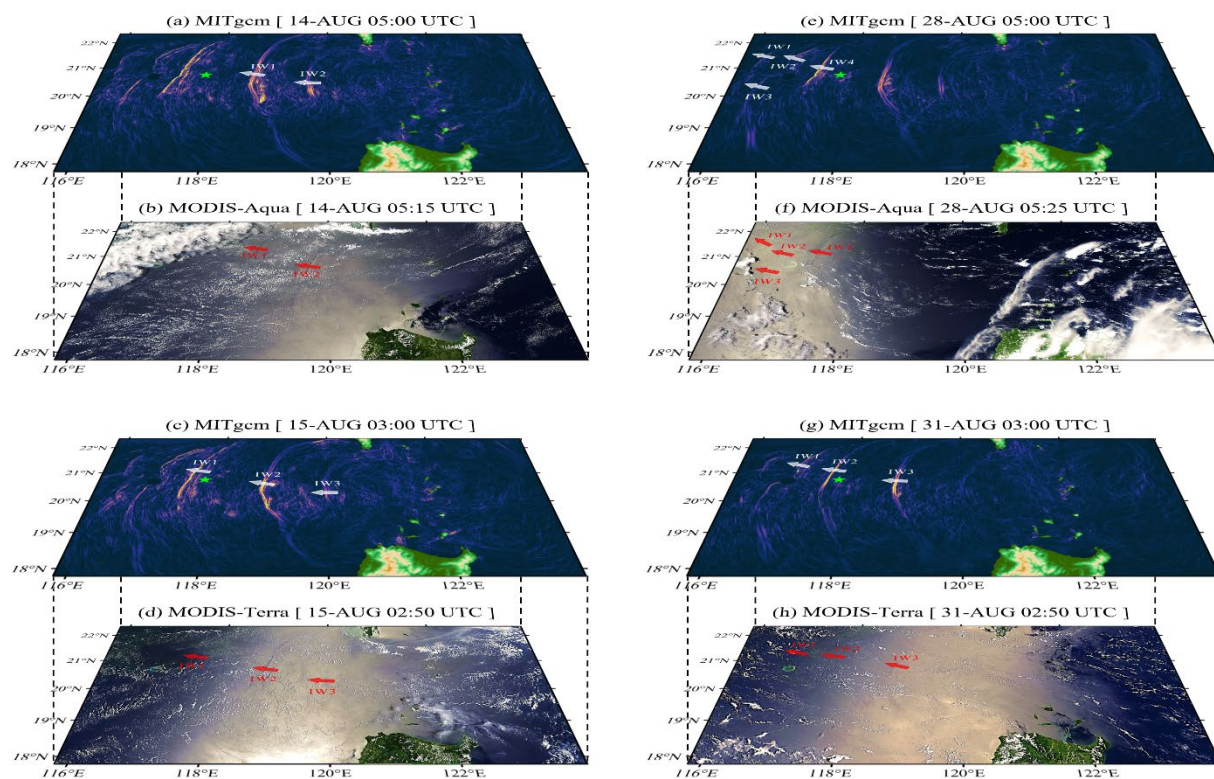 (a) MITgcm [ 14-AUG 05:00 UTC ]
22°N
21°N
20°N
19°N
18°N
IW1
IW2
116°E 118°E 120°E 122°E
(b) MODIS-Aqua [ 14-AUG 05:15 UTC ]
22°N
21°N
20°N
19°N
18°N
IW1
IW2
116°E 118°E 120°E 122°E
(c) MITgcm [ 15-AUG 03:00 UTC ]
22°N
21°N
20°N
19°N
18°N
IW1
IW2
IW3
116°E 118°E 120°E 122°E
(d) MODIS-Terra [ 15-AUG 02:50 UTC ]
22°N
21°N
20°N
19°N
18°N
IW2
IW3
116°E 118°E 120°E 122°E
(e) MITgcm [ 28-AUG 05:00 UTC ]
22°N
21°N
20°N
19°N
18°N
IW1
IW2
IW4
IW3
116°E 118°E 120°E 122°E
(f) MODIS-Aqua [ 28-AUG 05:25 UTC ]
22°N
21°N
20°N
19°N
18°N
IW1
IW2
IW3
116°E 118°E 120°E 122°E
(g) MITgcm [ 31-AUG 03:00 UTC ]
22°N
21°N
20°N
19°N
18°N
IW1
IW2
IW3
116°E 118°E 120°E 122°E
(h) MODIS-Terra [ 31-AUG 02:50 UTC ]
22°N
21°N
20°N
19°N
18°N
IW3
116°E 118°E 120°E 122°E